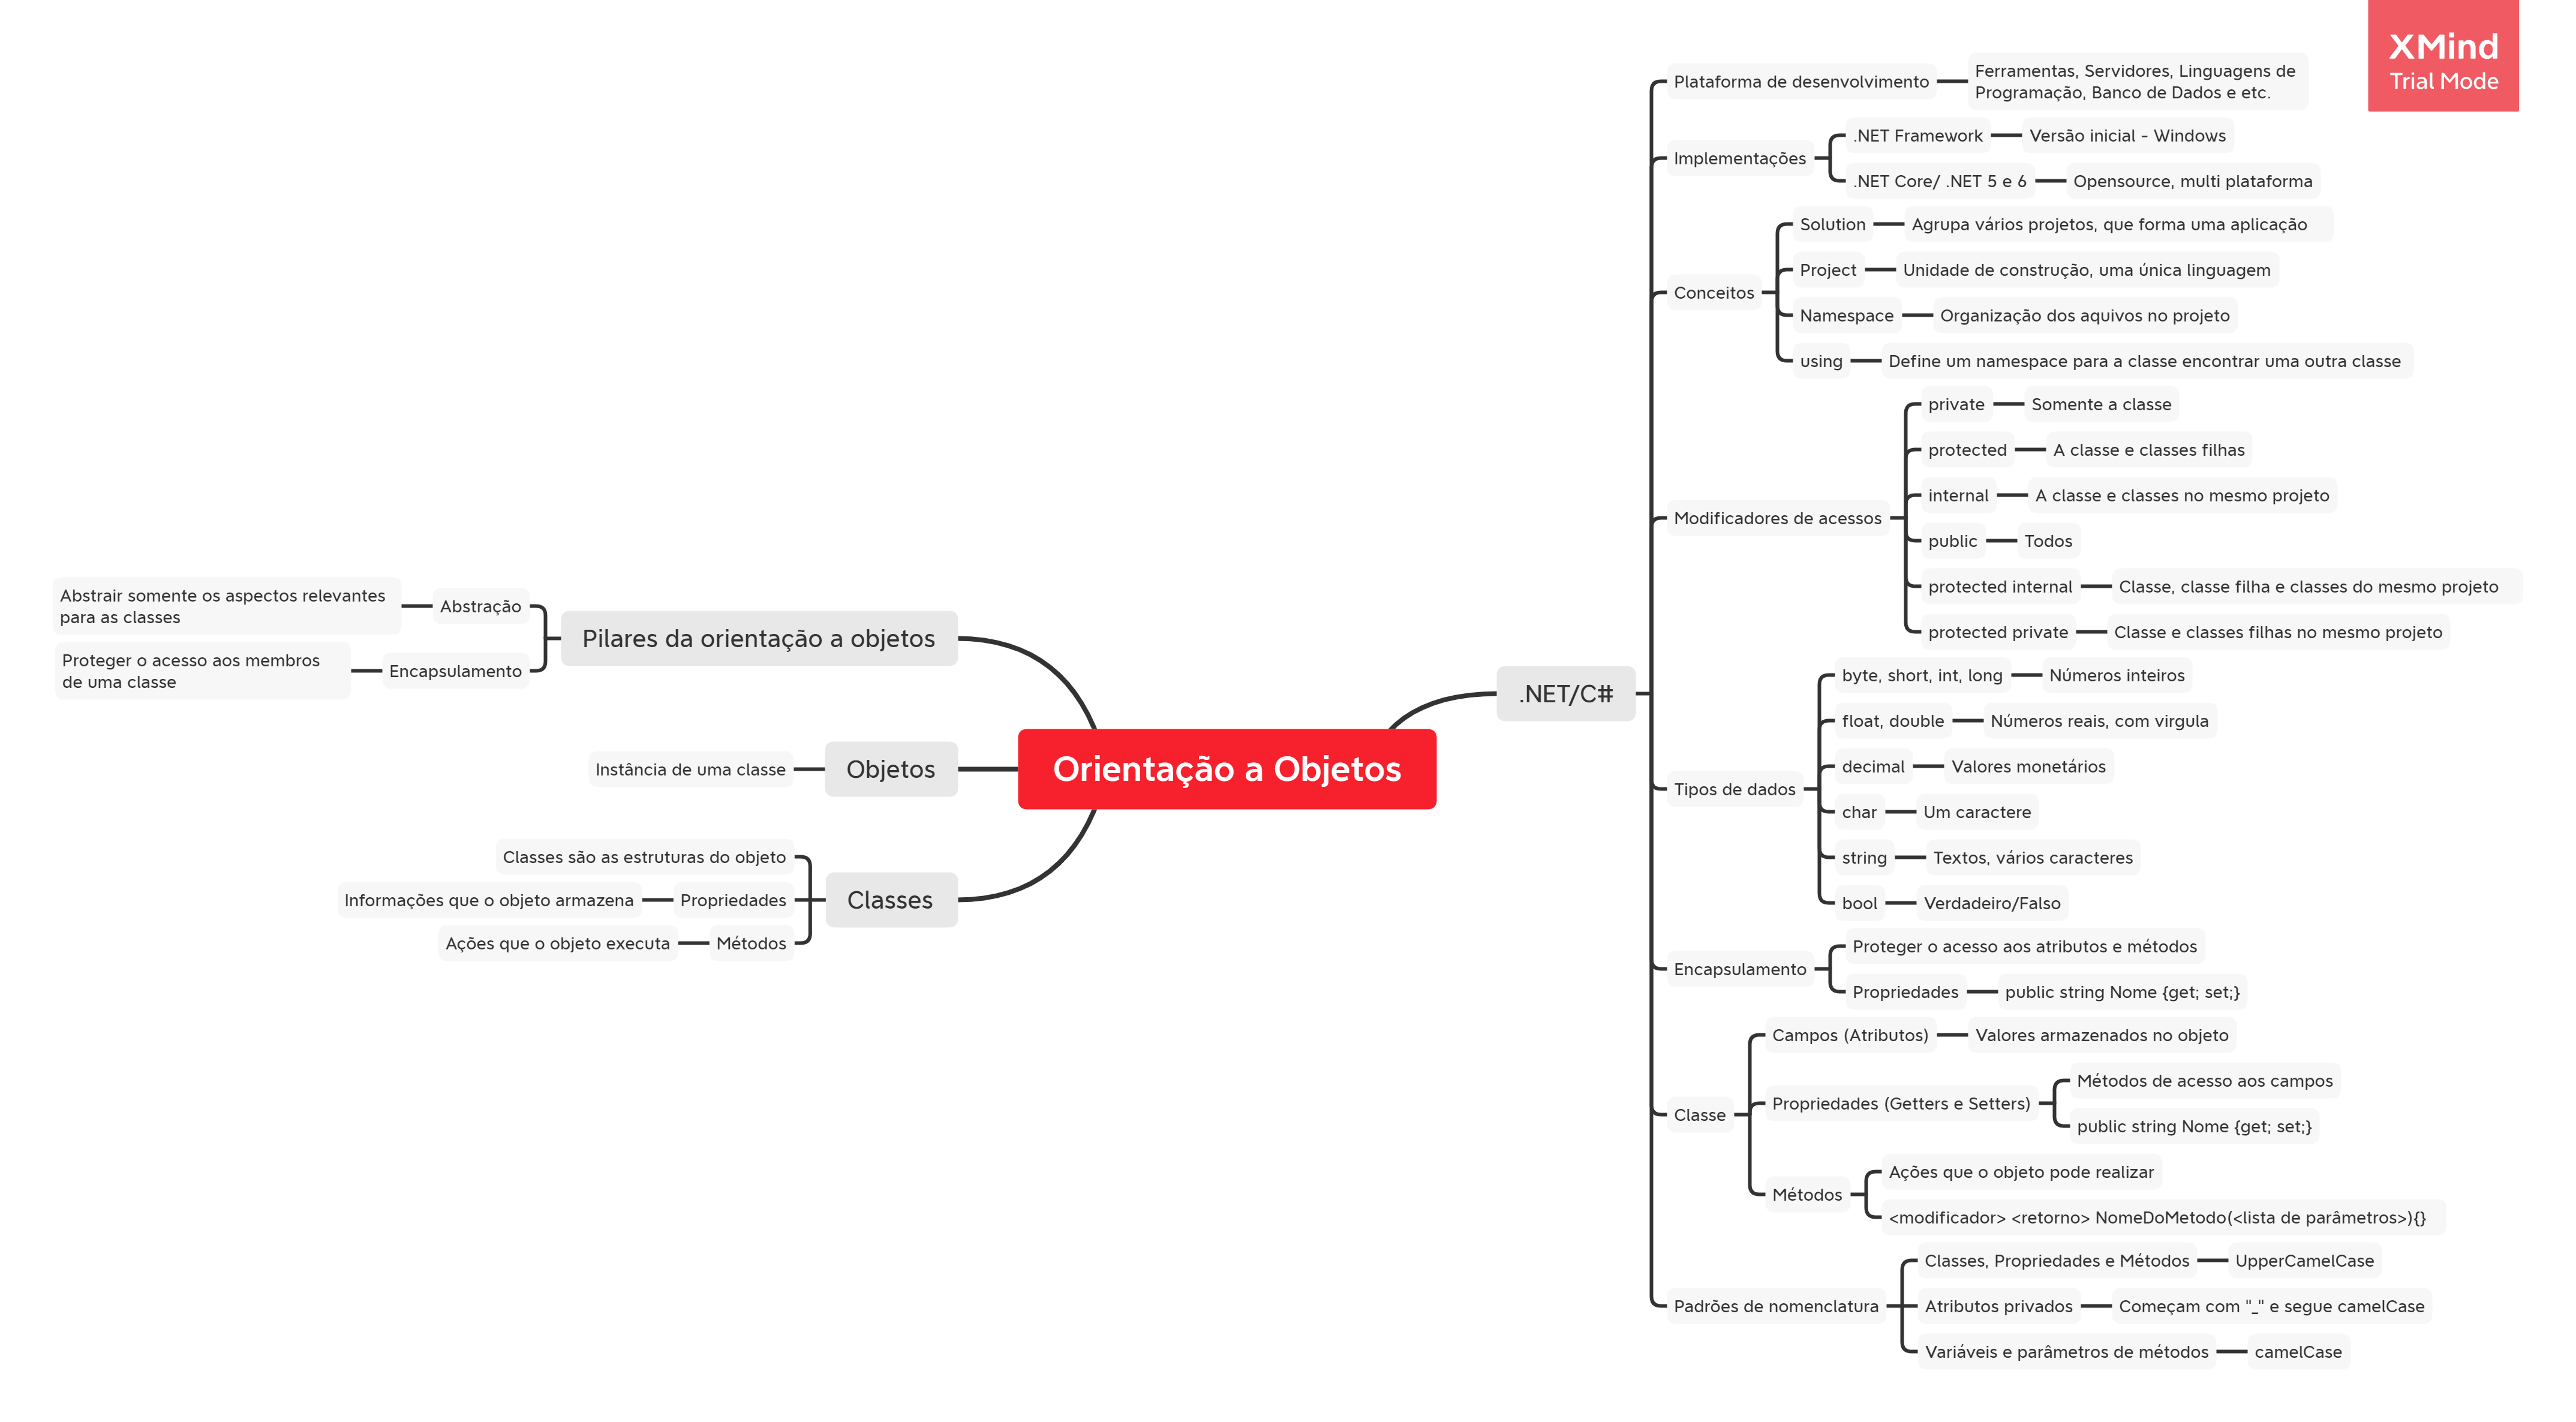 XMind
Trial Mode
Orientação a Objetos
Pilares da orientação a objetos
Abstração
Abstrair somente os aspectos relevantes
para as classes
Encapsulamento
Proteger o acesso aos membros
de uma classe
Objetos
Instância de uma classe
Classes
Classes são as estruturas do objeto
Propriedades
Informações que o objeto armazena
Métodos
Ações que o objeto executa
.NET/C#
Plataforma de desenvolvimento
Ferramentas, Servidores, Linguagens de
Programação, Banco de Dados e etc.
Implementações
.NET Framework
Versão inicial - Windows
.NET Core/ .NET 5 e 6
Opensource, multi plataforma
Conceitos
Solution
Agrupa vários projetos, que forma uma aplicação
Project
Unidade de construção, uma única linguagem
Namespace
Organização dos aquivos no projeto
using
Define um namespace para a classe encontrar uma outra classe
Modificadores de acessos
private
Somente a classe
protected
A classe e classes filhas
internal
A classe e classes no mesmo projeto
public
Todos
protected internal
Classe, classe filha e classes do mesmo projeto
protected private
Classe e classes filhas no mesmo projeto
Tipos de dados
byte, short, int, long
Números inteiros
float, double
Números reais, com virgula
decimal
Valores monetários
char
Um caractere
string
Textos, vários caracteres
bool
Verdadeiro/Falso
Encapsulamento
Proteger o acesso aos atributos e métodos
Propriedades
public string Nome {get; set;}
Classe
Campos (Atributos)
Valores armazenados no objeto
Propriedades (Getters e Setters)
Métodos de acesso aos campos
public string Nome {get; set;}
Métodos
Ações que o objeto pode realizar
<modificador> <retorno> NomeDoMetodo(<lista de parâmetros>){}
Padrões de nomenclatura
Classes, Propriedades e Métodos
UpperCamelCase
Atributos privados
Começam com "_" e segue camelCase
Variáveis e parâmetros de métodos
camelCase